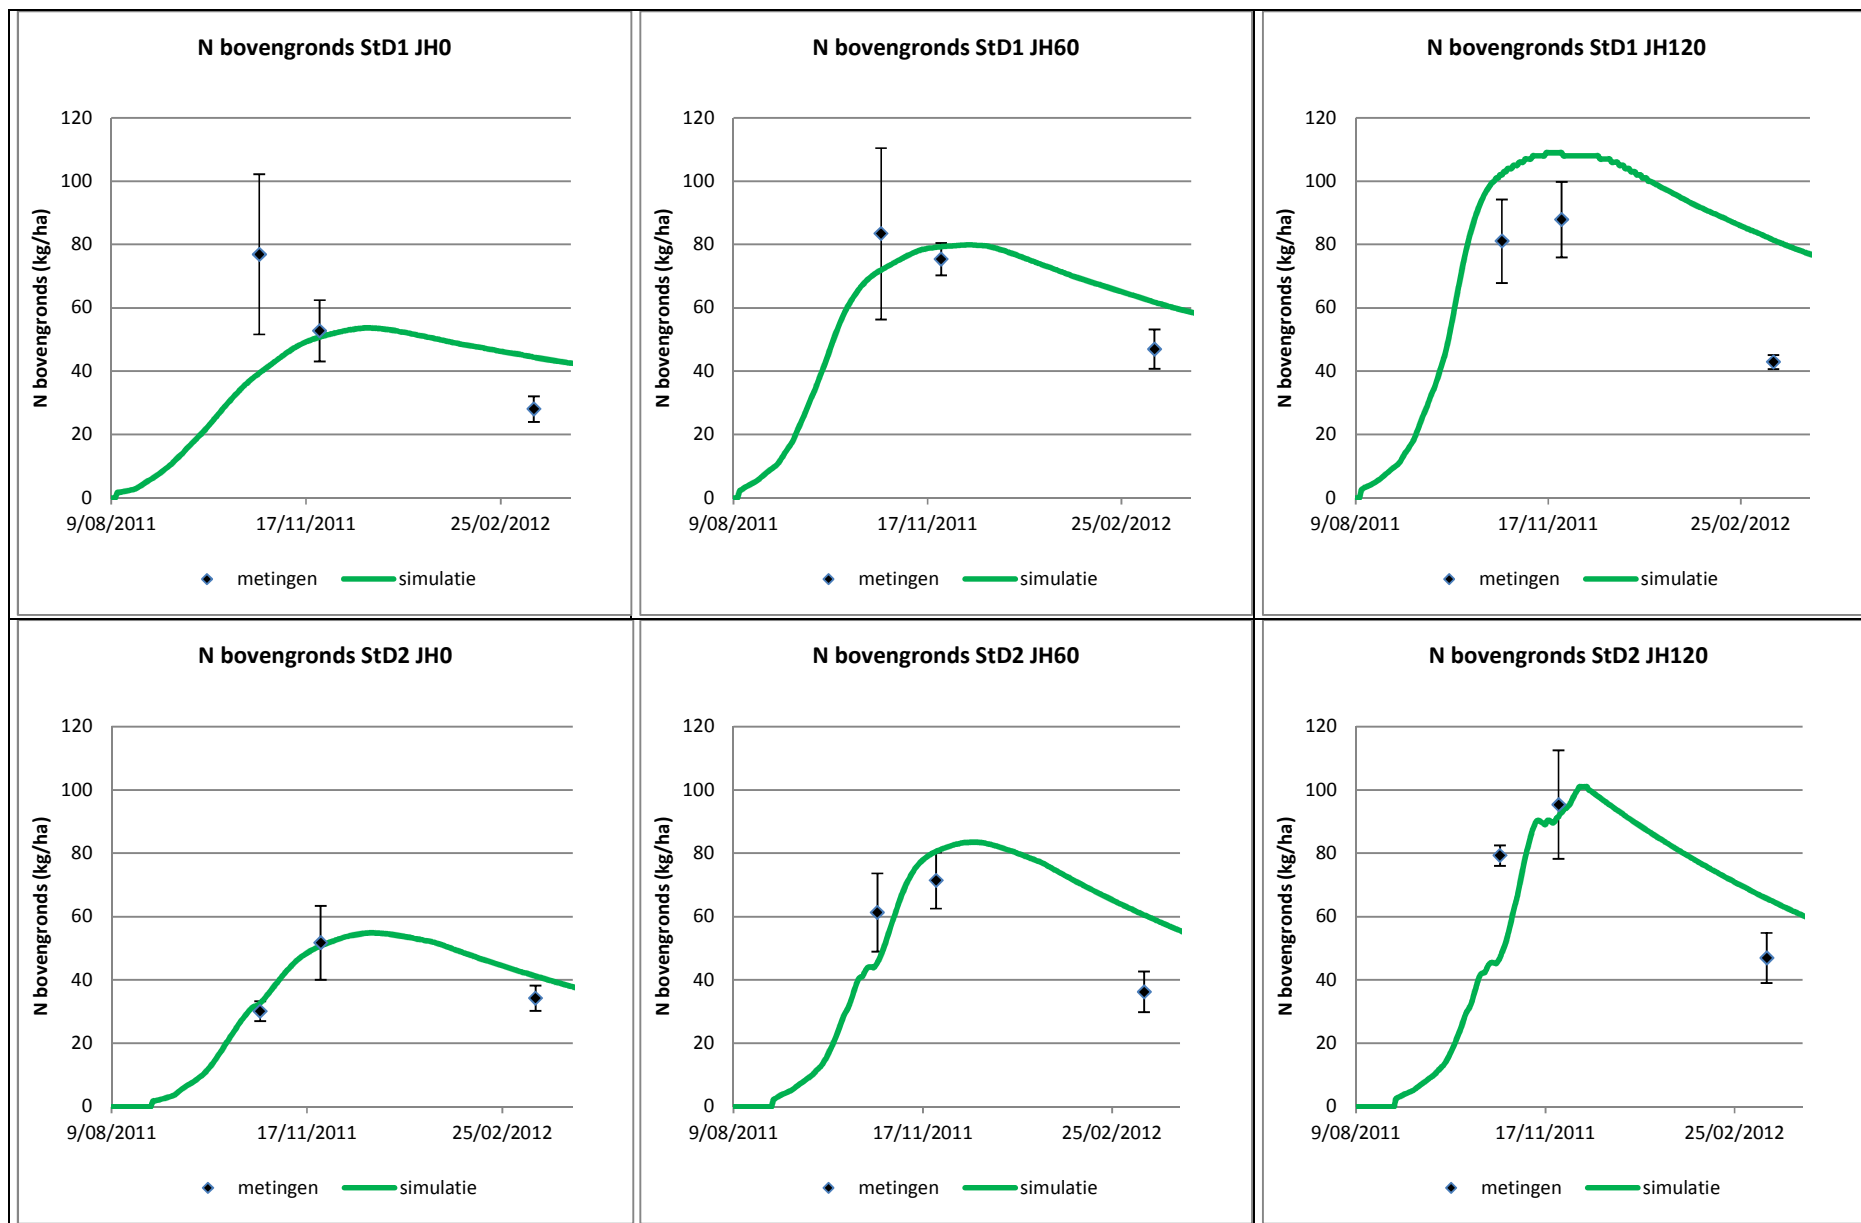 N bovengronds StD1 JH0
N bovengronds (kg/ha)
120
100
80
60
40
20
0
9/08/2011 17/11/2011 25/02/2012
metingen simulatie
N bovengronds StD1 JH60
N bovengronds (kg/ha)
120
100
80
60
40
20
0
9/08/2011 17/11/2011 25/02/2012
metingen simulatie
N bovengronds StD1 JH120
N bovengronds (kg/ha)
120
100
80
60
40
20
0
9/08/2011 17/11/2011 25/02/2012
metingen simulatie
N bovengronds StD2 JH0
N bovengronds (kg/ha)
120
100
80
60
40
20
0
9/08/2011 17/11/2011 25/02/2012
metingen simulatie
N bovengronds StD2 JH60
N bovengronds (kg/ha)
120
100
80
60
40
20
0
9/08/2011 17/11/2011 25/02/2012
metingen simulatie
N bovengronds StD2 JH120
N bovengronds (kg/ha)
120
100
80
60
40
20
0
9/08/2011 17/11/2011 25/02/2012
metingen simulatie